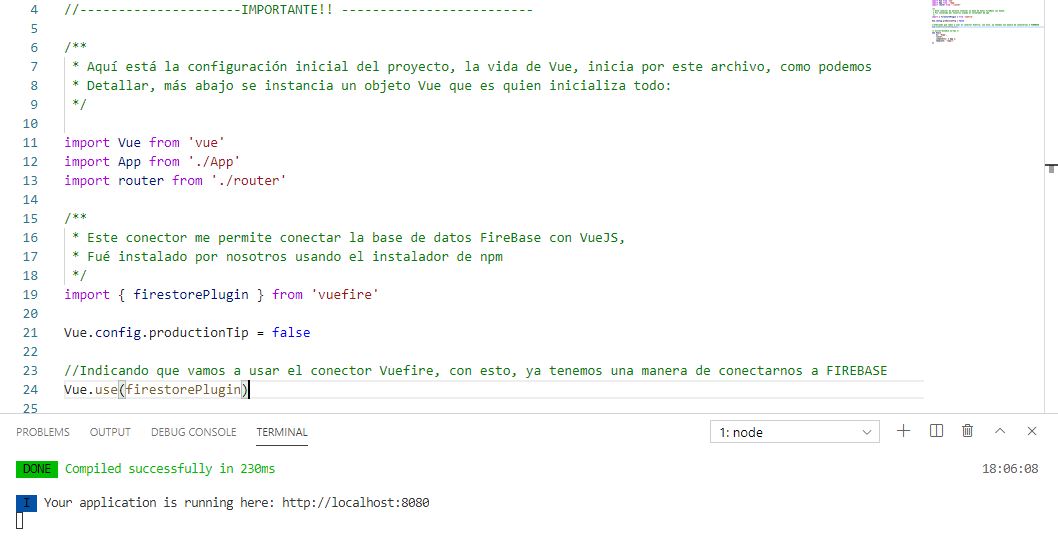 4 //---------------------IMPORTANTE!! -------------------------
5
6 /**
7 * Aquí está la configuración inicial del proyecto, la vida de Vue, inicia por este archivo, como podemos
8 * Detallar, más abajo se instancia un objeto Vue que es quien inicializa todo:
9 */
10
11 import Vue from 'vue'
12 import App from './App'
13 import router from './router'
14
15 /**
16 * Este conector me permite conectar la base de datos FireBase con VueJS,
17 * Fué instalado por nosotros usando el instalador de npm
18 */
19 import { firestorePlugin } from 'vuefire'
20
21 Vue.config.productionTip = false
22
23 //Indicando que vamos a usar el conector Vuefire, con esto, ya tenemos una manera de conectarnos a FIREBASE
24 Vue.use(firestorePlugin)
25
PROBLEMS OUTPUT DEBUG CONSOLE TERMINAL 1: node
DONE Compiled successfully in 230ms 18:06:08
I Your application is running here: http://localhost:8080